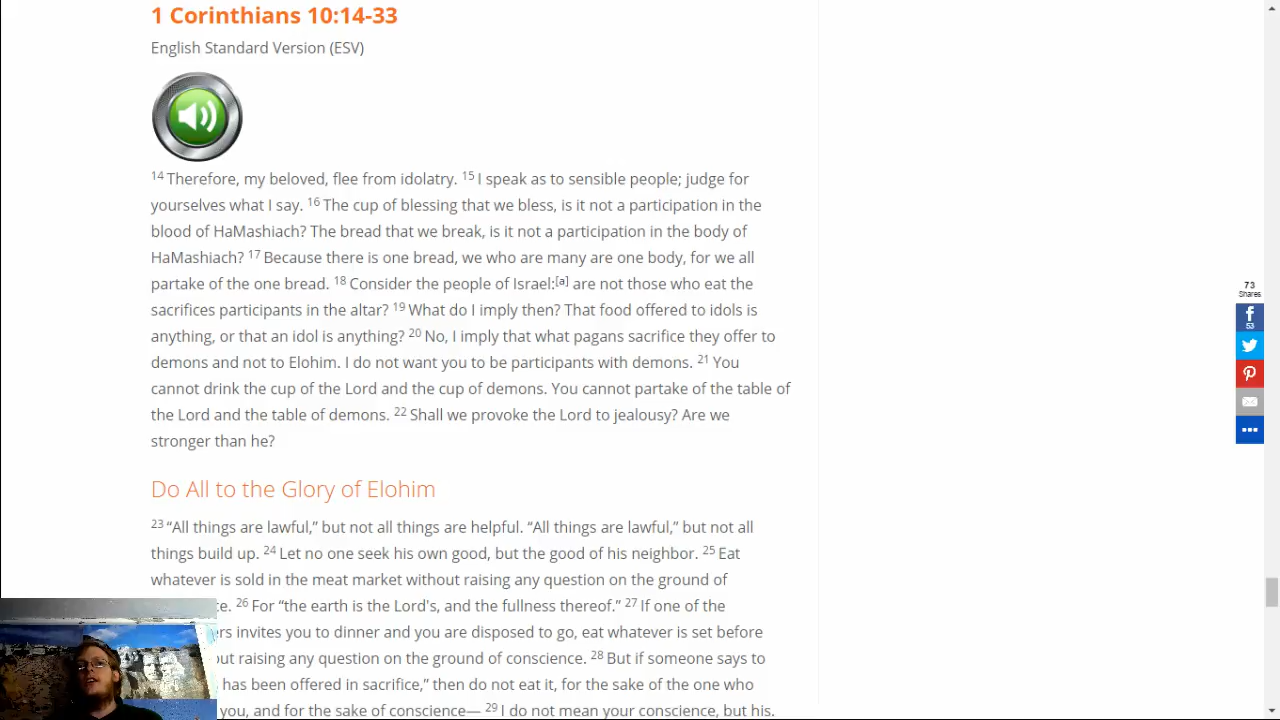 1 Corinthians 10:14-33
English Standard Version (ESV)
14 Therefore, my beloved, flee from idolatry. 15 I speak as to sensible people; judge for
yourselves what I say. 16 The cup of blessing that we bless, is it not a participation in the
blood of HaMashiach? The bread that we break, is it not a participation in the body of
HaMashiach? 17 Because there is one bread, we who are many are one body, for we all
partake of the one bread. 18 Consider the people of Israel:[a] are not those who eat the
sacrifices participants in the altar? 19 What do I imply then? That food offered to idols is
anything, or that an idol is anything? 20 No, I imply that what pagans sacrifice they offer to
demons and not to Elohim. I do not want you to be participants with demons. 21 You
cannot drink the cup of the Lord and the cup of demons. You cannot partake of the table of
the Lord and the table of demons. 22 Shall we provoke the Lord to jealousy? Are we
stronger than he?
73
Shares
53
Do All to the Glory of Elohim
23 “All things are lawful,” but not all things are helpful. “All things are lawful,” but not all
things build up. 24 Let no one seek his own good, but the good of his neighbor. 25 Eat
whatever is sold in the meat market without raising any question on the ground of
26 For “the earth is the Lord's, and the fullness thereof.” 27 If one of the
invites you to dinner and you are disposed to go, eat whatever is set before
raising any question on the ground of conscience. 28 But if someone says to
has been offered in sacrifice,” then do not eat it, for the sake of the one who
you, and for the sake of conscience— 29 I do not mean your conscience, but his.